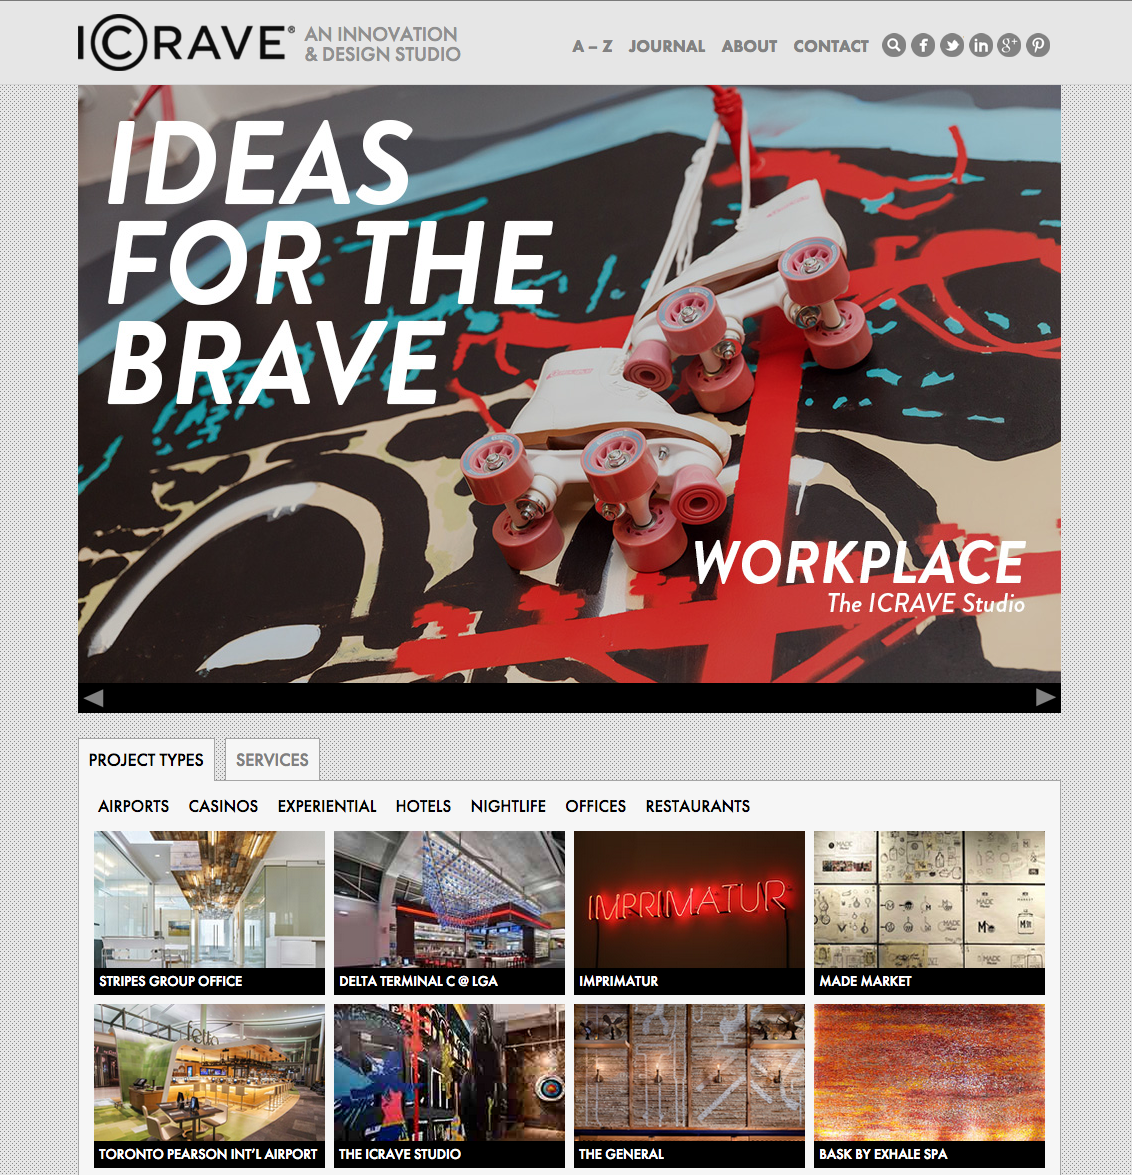 ICRAVE®
AN INNOVATION
& DESIGN STUDIO
A – Z JOURNAL ABOUT CONTACT
IDEAS
FOR THE
BRAVE
WORKPLACE
The ICRAVE Studio
PROJECT TYPES SERVICES
AIRPORTS CASINOS EXPERIENTIAL HOTELS NIGHTLIFE OFFICES RESTAURANTS
IMPRIMATUR
MADE
STRIPES GROUP OFFICE
DELTA TERMINAL C @ LGA
IMPRIMATUR
MADE MARKET
TORONTO PEARSON INT'L AIRPORT
THE ICRAVE STUDIO
THE GENERAL
BASK BY EXHALE SPA